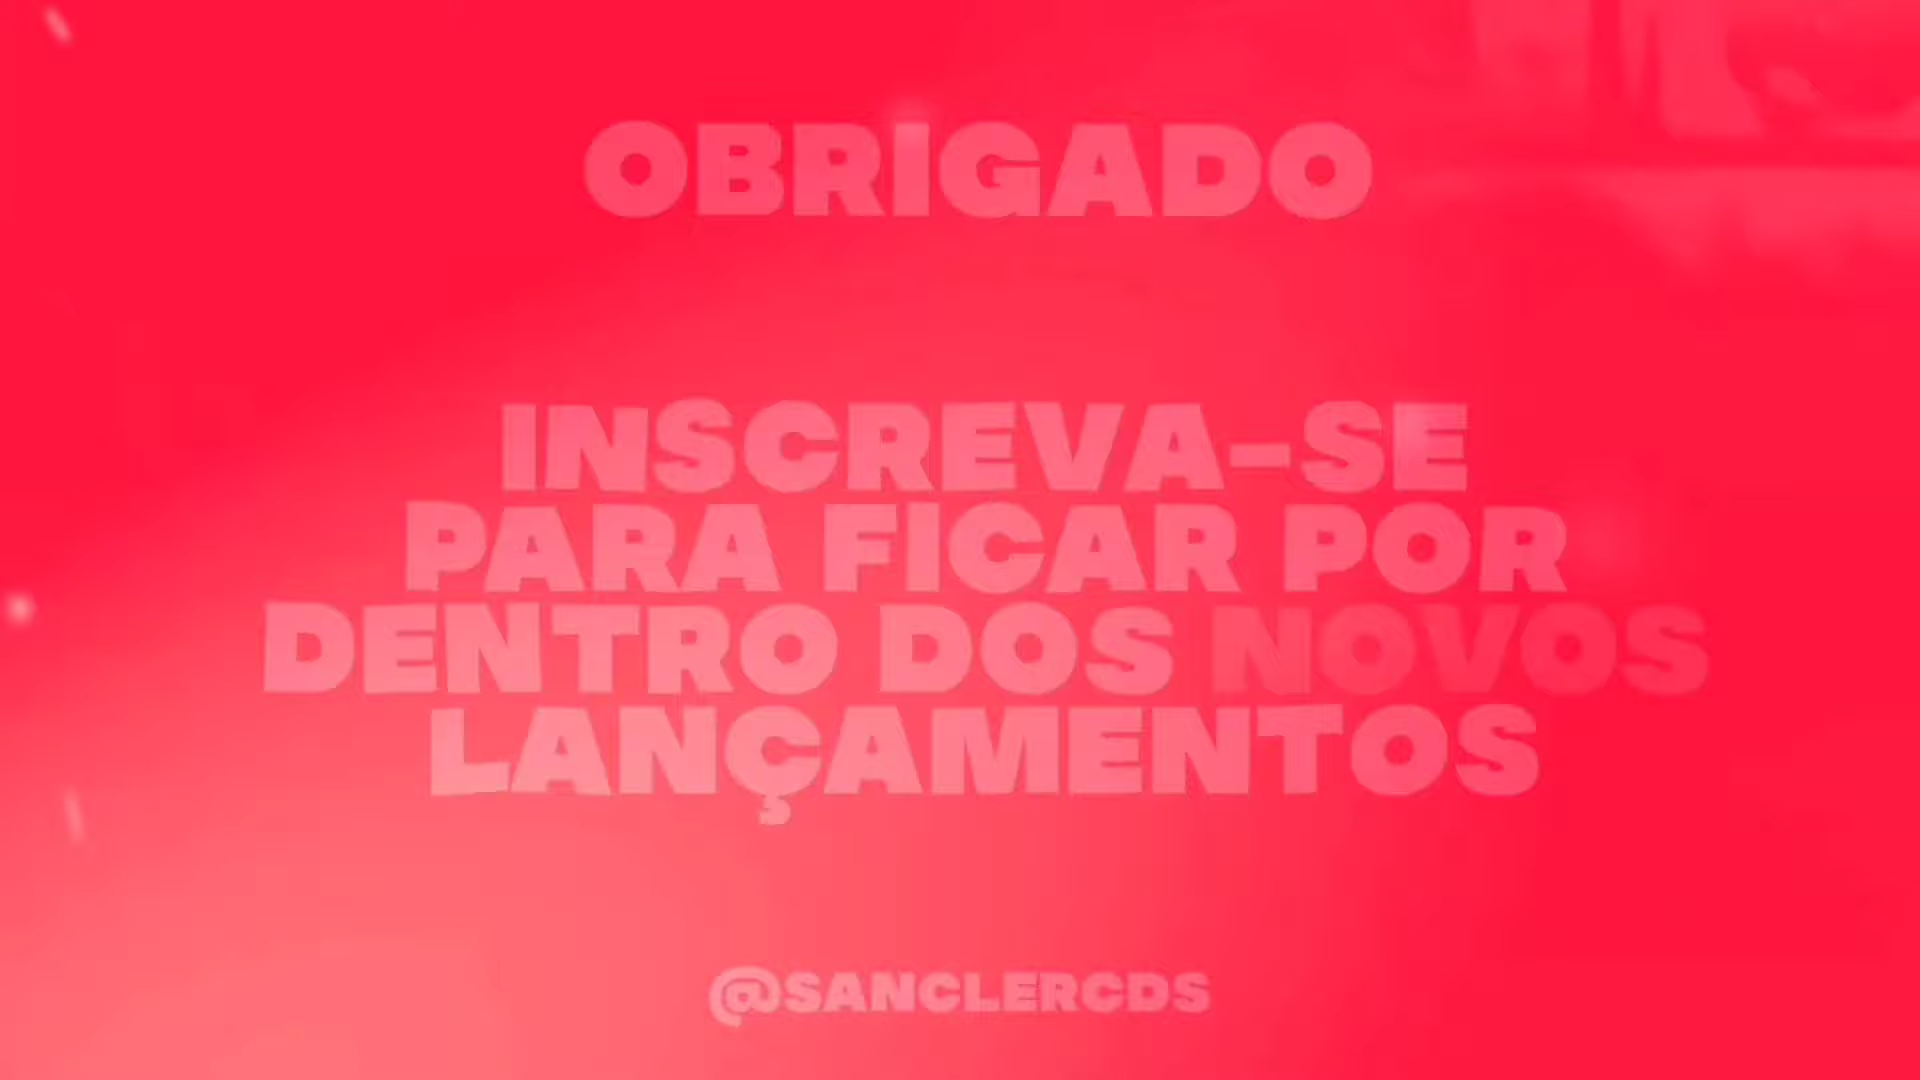 OBRIGADO
INSCREVA-SE
PARA FICAR POR
DENTRO DOS NOVOS
LANÇAMENTOS
@SANCLERCDS